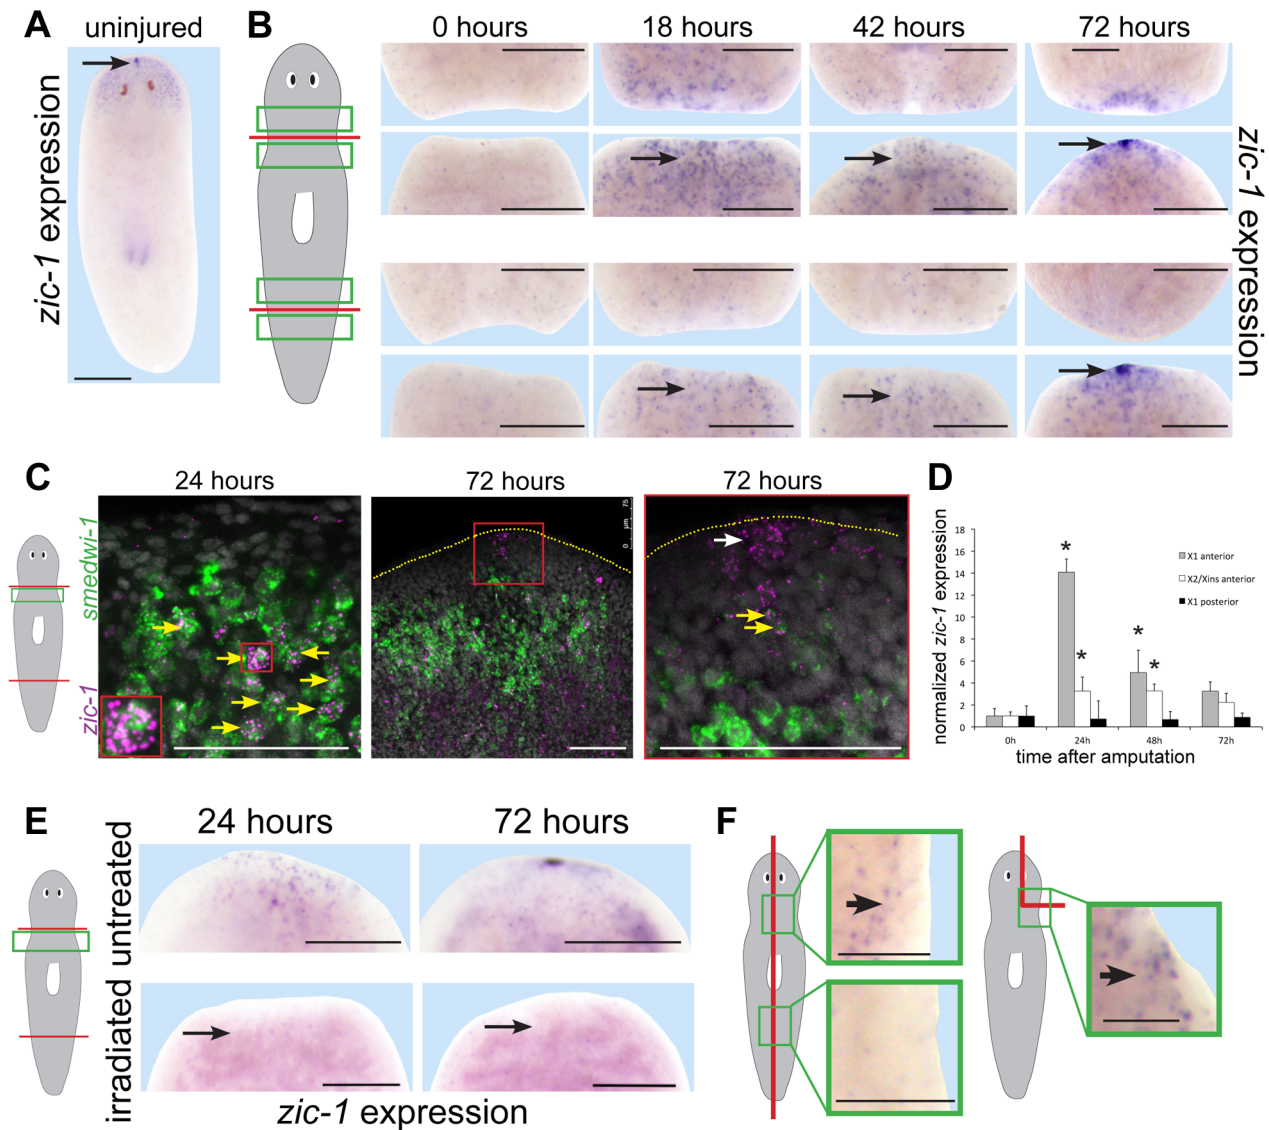 A
uninjured
zic-1 expression
B
0 hours
18 hours
42 hours
72 hours
zic-1 expression
C
24 hours
72 hours
72 hours
smedwi-1
zic-1
75
µm
0
D
normalized zic-1 expression
18
16
14
12
10
8
6
4
2
0
*
*
*
*
X1 anterior
X2/Xins anterior
X1 posterior
0h
24h
48h
72h
time after amputation
E
24 hours
72 hours
untreated
irradiated
zic-1 expression
F